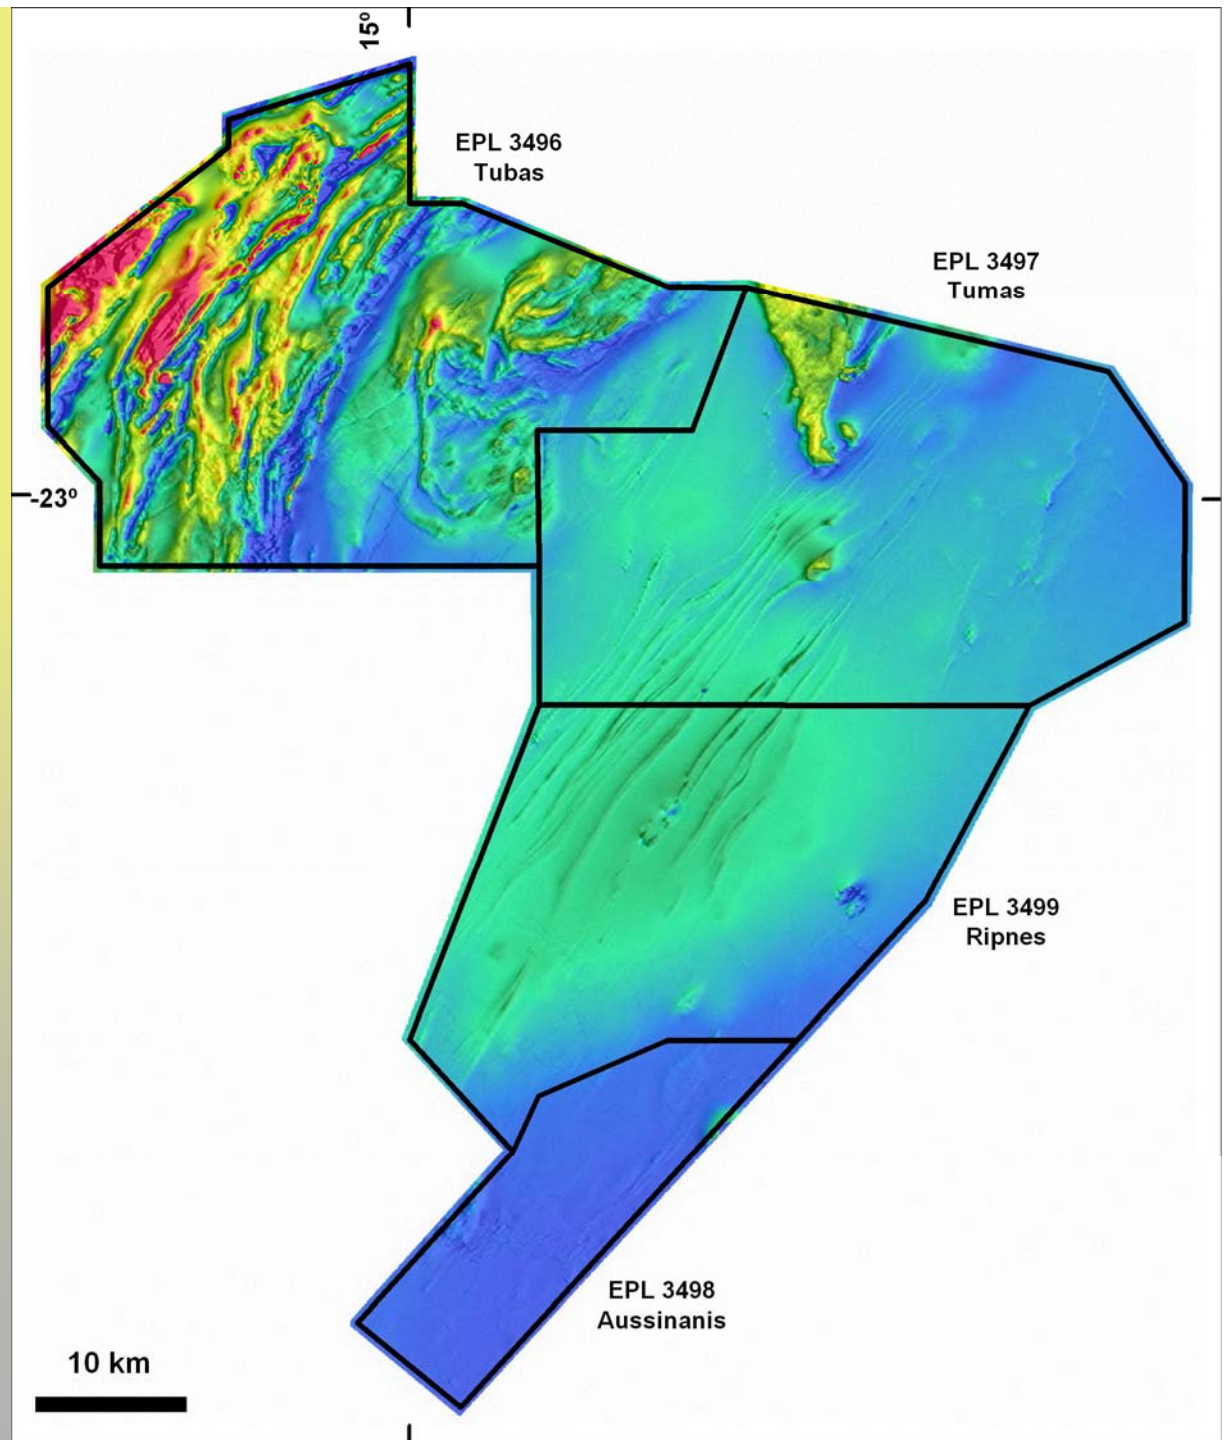 15º
EPL 3496
Tubas
EPL 3497
Tumas
-23º
EPL 3499
Ripnes
EPL 3498
Aussinanis
10 km